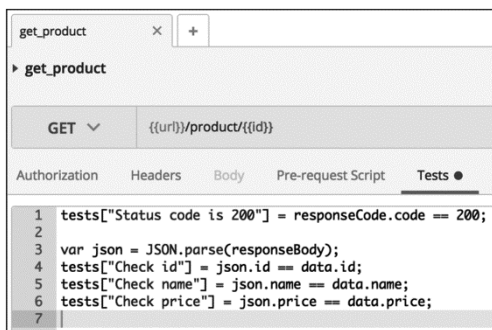 get_product × +
▸ get_product
GET {{url}}/product/{{id}}
Authorization Headers Body Pre-request Script Tests ●
1 tests["Status code is 200"] = responseCode.code == 200;
2
3 var json = JSON.parse(responseBody);
4 tests["Check id"] = json.id == data.id;
5 tests["Check name"] = json.name == data.name;
6 tests["Check price"] = json.price == data.price;
7